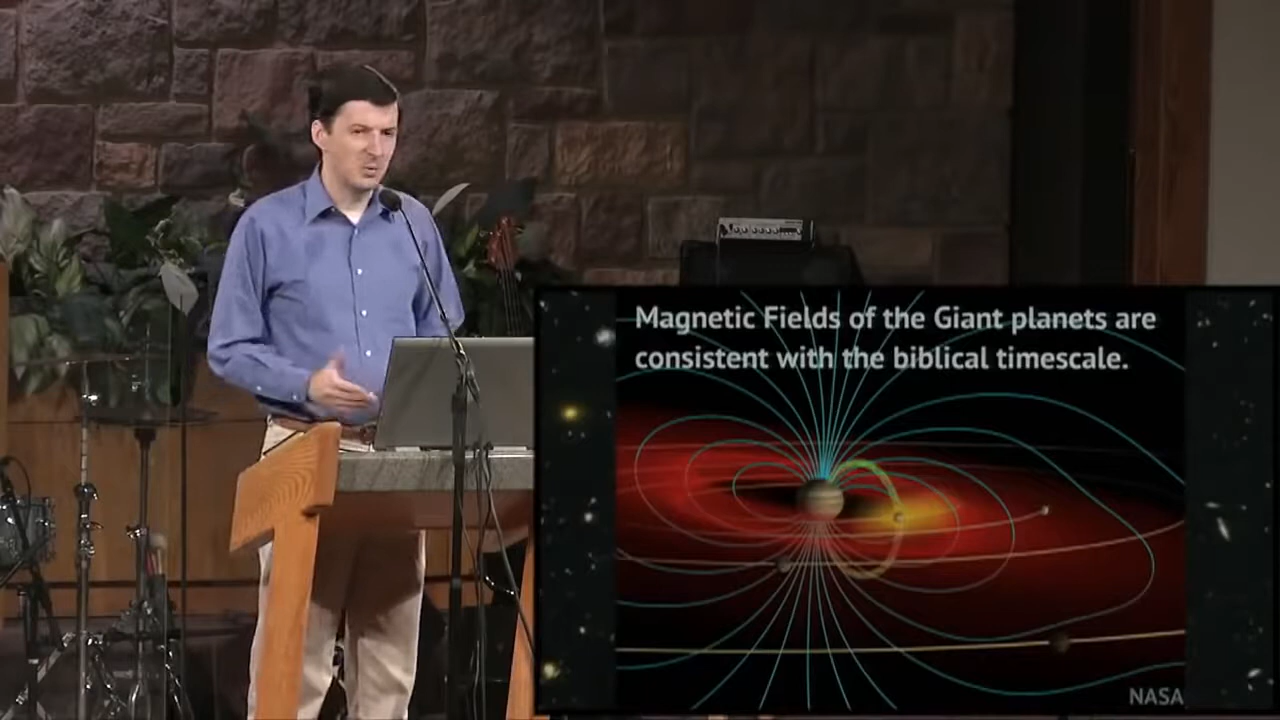 Magnetic Fields of the Giant planets are
consistent with the biblical timescale.
NASA